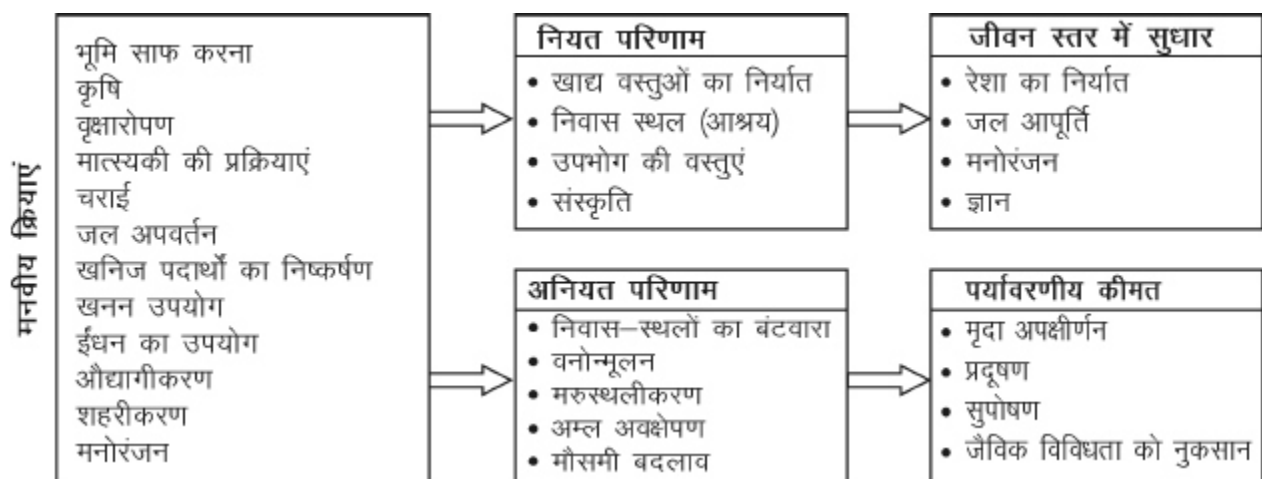 मनवीय क्रियाएं
भूमि साफ करना
कृषि
वृक्षारोपण
मात्स्यकी की प्रक्रियाएं
चराई
जल अपवर्तन
खनिज पदार्थों का निष्कर्षण
खनन उपयोग
ईंधन का उपयोग
औद्यागीकरण
शहरीकरण
मनोरंजन
नियत परिणाम
• खाद्य वस्तुओं का निर्यात
• निवास स्थल (आश्रय)
• उपभोग की वस्तुएं
• संस्कृति
जीवन स्तर में सुधार
• रेशा का निर्यात
• जल आपूर्ति
• मनोरंजन
• ज्ञान
अनियत परिणाम
• निवास–स्थलों का बंटवारा
• वनोन्मूलन
• मरुस्थलीकरण
• अम्ल अवक्षेपण
• मौसमी बदलाव
पर्यावरणीय कीमत
• मृदा अपक्षीर्णन
• प्रदूषण
• सुपोषण
• जैविक विविधता को नुकसान